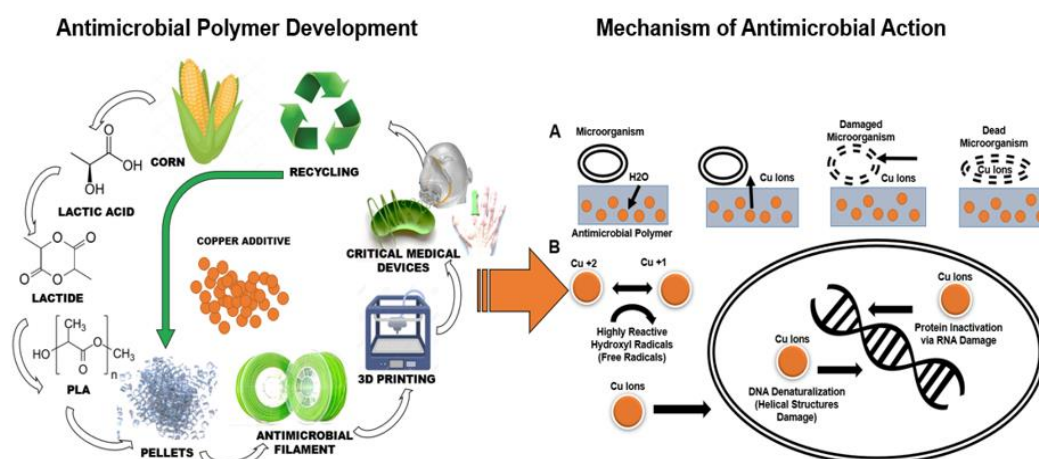 Antimicrobial Polymer Development
CORN
RECYCLING
O
OH
OH
LACTIC ACID
O
O
O
O
LACTIDE
COPPER ADDITIVE
CRITICAL MEDICAL
DEVICES
CH3
HO
O
CH3
O
n
PLA
PELLETS
ANTIMICROBIAL
FILAMENT
3D PRINTING
Mechanism of Antimicrobial Action
A
Microorganism
H2O
Antimicrobial Polymer
Cu Ions
Damaged
Microorganism
Cu Ions
Dead
Microorganism
Cu Ions
B
Cu +2
Cu +1
Highly Reactive
Hydroxyl Radicals
(Free Radicals)
Cu Ions
Cu Ions
Protein Inactivation
via RNA Damage
Cu Ions
DNA Denaturalization
(Helical Structures
Damage)